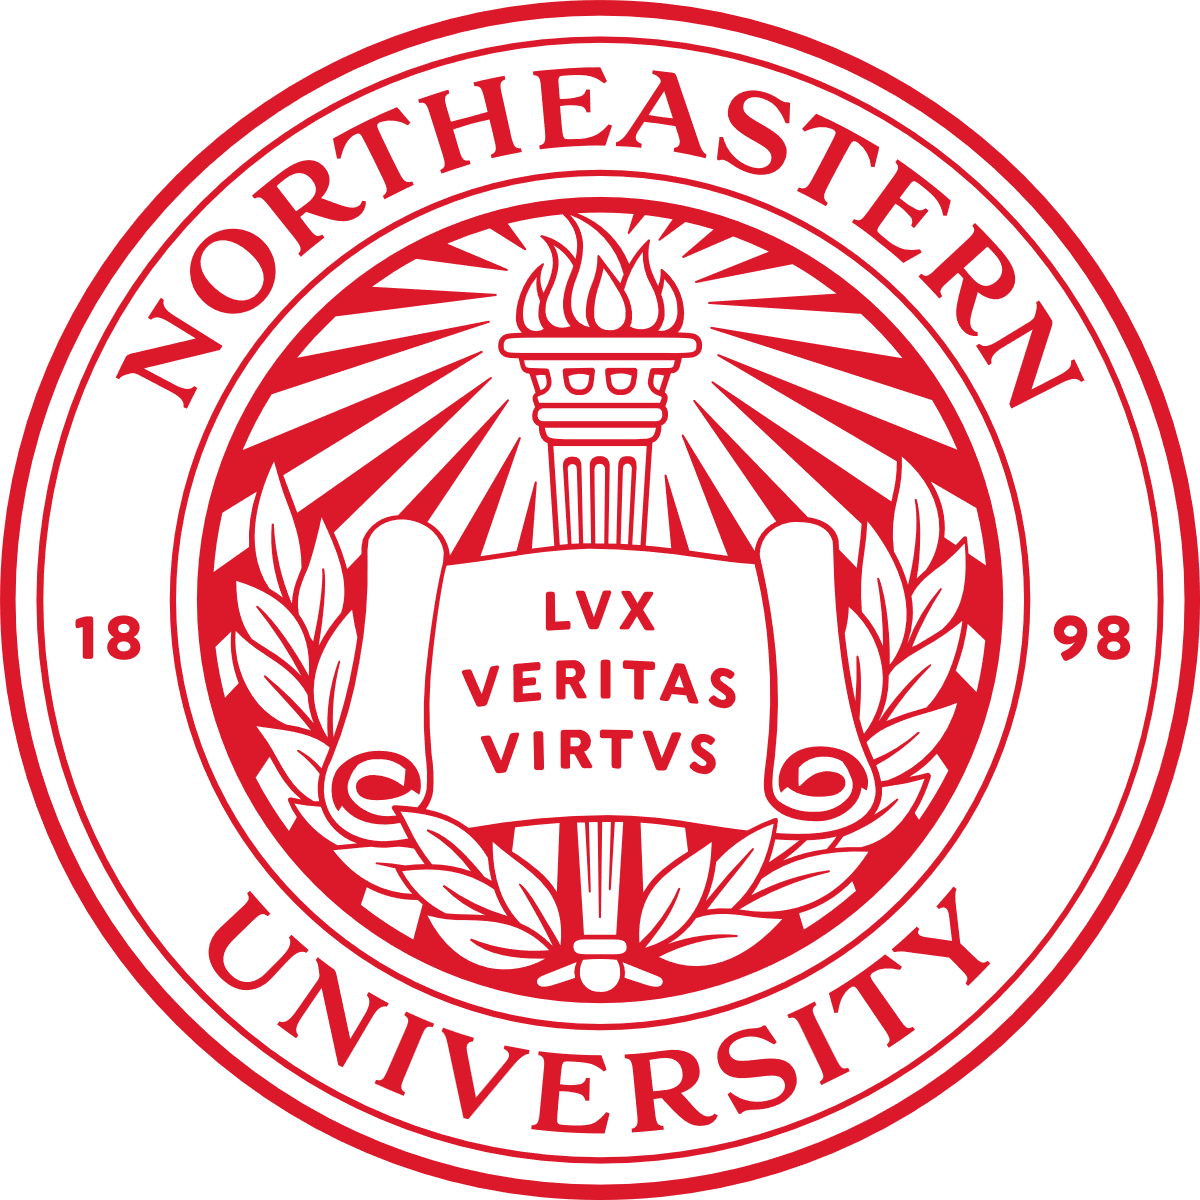 NORTHEASTERN
18 98
LVX
VERITAS
VIRTVS
UNIVERSITY